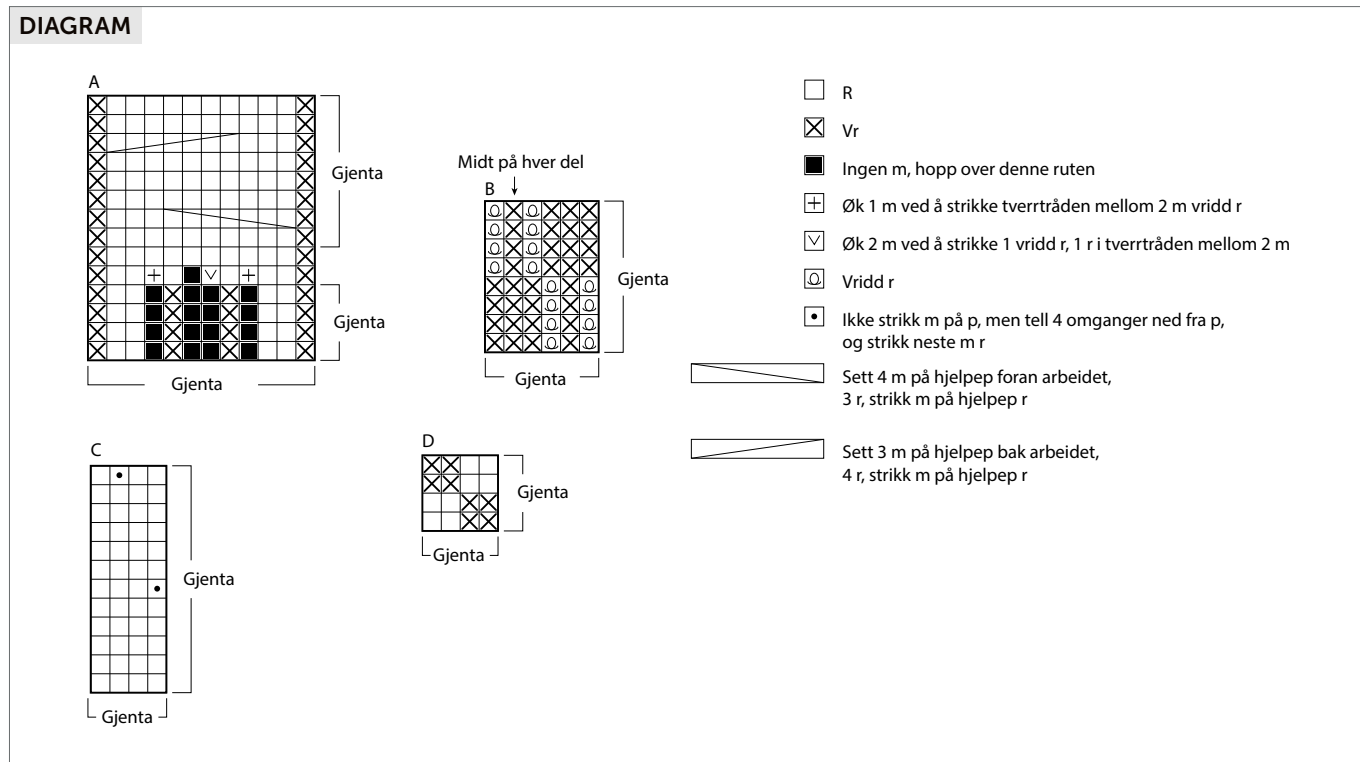 DIAGRAM
A
Gjenta
Gjenta
Gjenta
Midt på hver del
B
Gjenta
Gjenta
C
Gjenta
Gjenta
D
Gjenta
Gjenta
R
Vr
Ingen m, hopp over denne ruten
Øk 1 m ved å strikke tverrtråden mellom 2 m vridd r
Øk 2 m ved å strikke 1 vridd r, 1 r i tverrtråden mellom 2 m
Vridd r
Ikke strikk m på p, men tell 4 omganger ned fra p,
og strikk neste m r
Sett 4 m på hjelpep foran arbeidet,
3 r, strikk m på hjelpep r
Sett 3 m på hjelpep bak arbeidet,
4 r, strikk m på hjelpep r